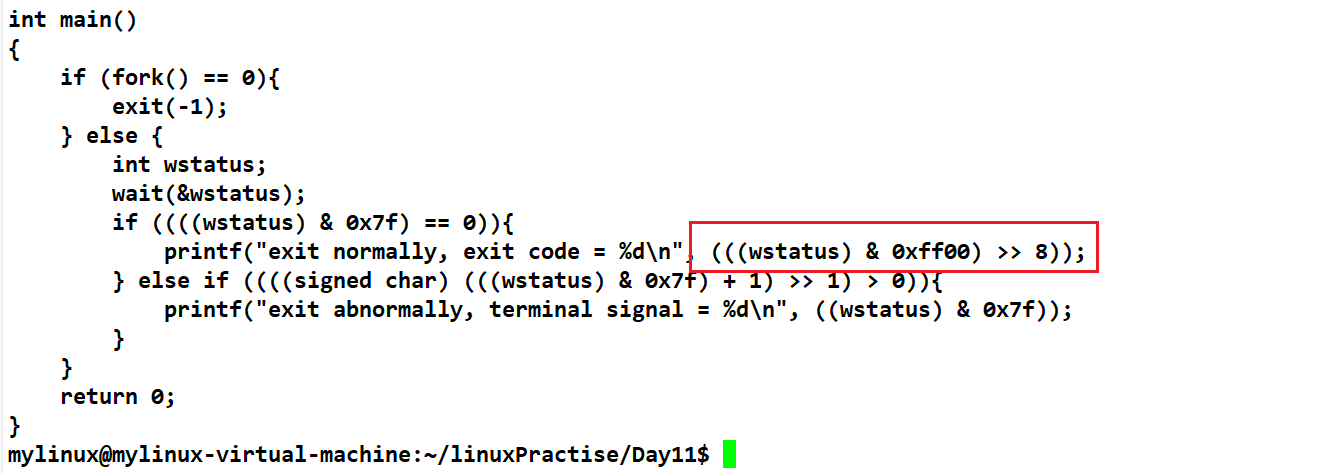 int main()
{
    if (fork() == 0){
        exit(-1);
    } else {
        int wstatus;
        wait(&wstatus);
        if ((((wstatus) & 0x7f) == 0)){
            printf("exit normally, exit code = %d\n", (((wstatus) & 0xff00) >> 8));
        } else if ((((signed char) (((wstatus) & 0x7f) + 1) >> 1) > 0)){
            printf("exit abnormally, terminal signal = %d\n", ((wstatus) & 0x7f));
        }
    }
    return 0;
}
mylinux@mylinux-virtual-machine:~/linuxPractise/Day11$